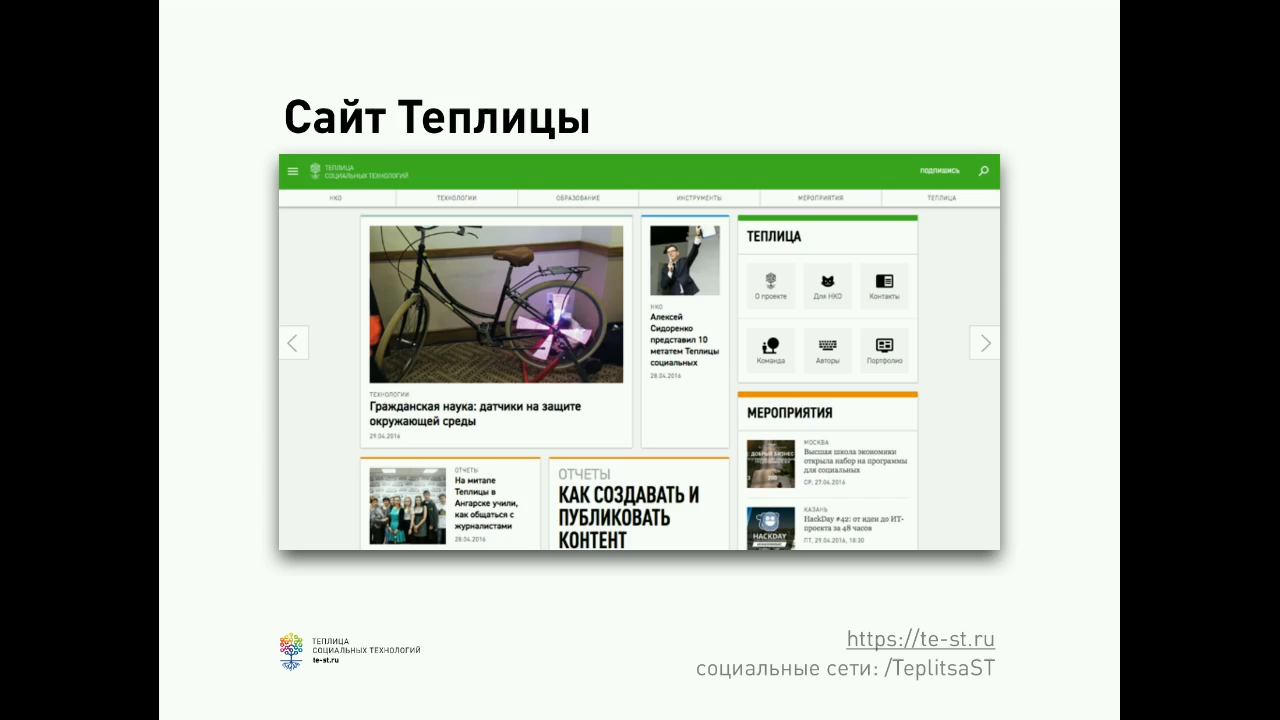 Сайт Теплицы
ТЕПЛИЦА
СОЦИАЛЬНЫХ ТЕХНОЛОГИЙ
ПОДПИШИСЬ
НКО
ТЕХНОЛОГИИ
ОБРАЗОВАНИЕ
ИНСТРУМЕНТЫ
МЕРОПРИЯТИЯ
ТЕПЛИЦА
ТЕХНОЛОГИИ
Гражданская наука: датчики на защите
окружающей среды
29.04.2016
НКО
Алексей
Сидоренко
представил 10
метатем Теплицы
социальных
28.04.2016
ТЕПЛИЦА
О проекте
Для НКО
Контакты
Команда
Авторы
Портфолио
МЕРОПРИЯТИЯ
ДОБРЫЙ БИЗНЕС
МОСКВА
Высшая школа экономики
открыла набор на программы
для социальных
СР, 27.04.2016
HACKDAY
КАЗАНЬ
HackDay #42: от идеи до ИТ-
проекта за 48 часов
ПТ, 29.04.2016, 18:30
ОТЧЕТЫ
На митапе
Теплицы в
Ангарске учили,
как общаться с
журналистами
28.04.2016
ОТЧЕТЫ
КАК СОЗДАВАТЬ И
ПУБЛИКОВАТЬ
КОНТЕНТ
ТЕПЛИЦА
СОЦИАЛЬНЫХ ТЕХНОЛОГИЙ
te-st.ru
https://te-st.ru
социальные сети: /TeplitsaST